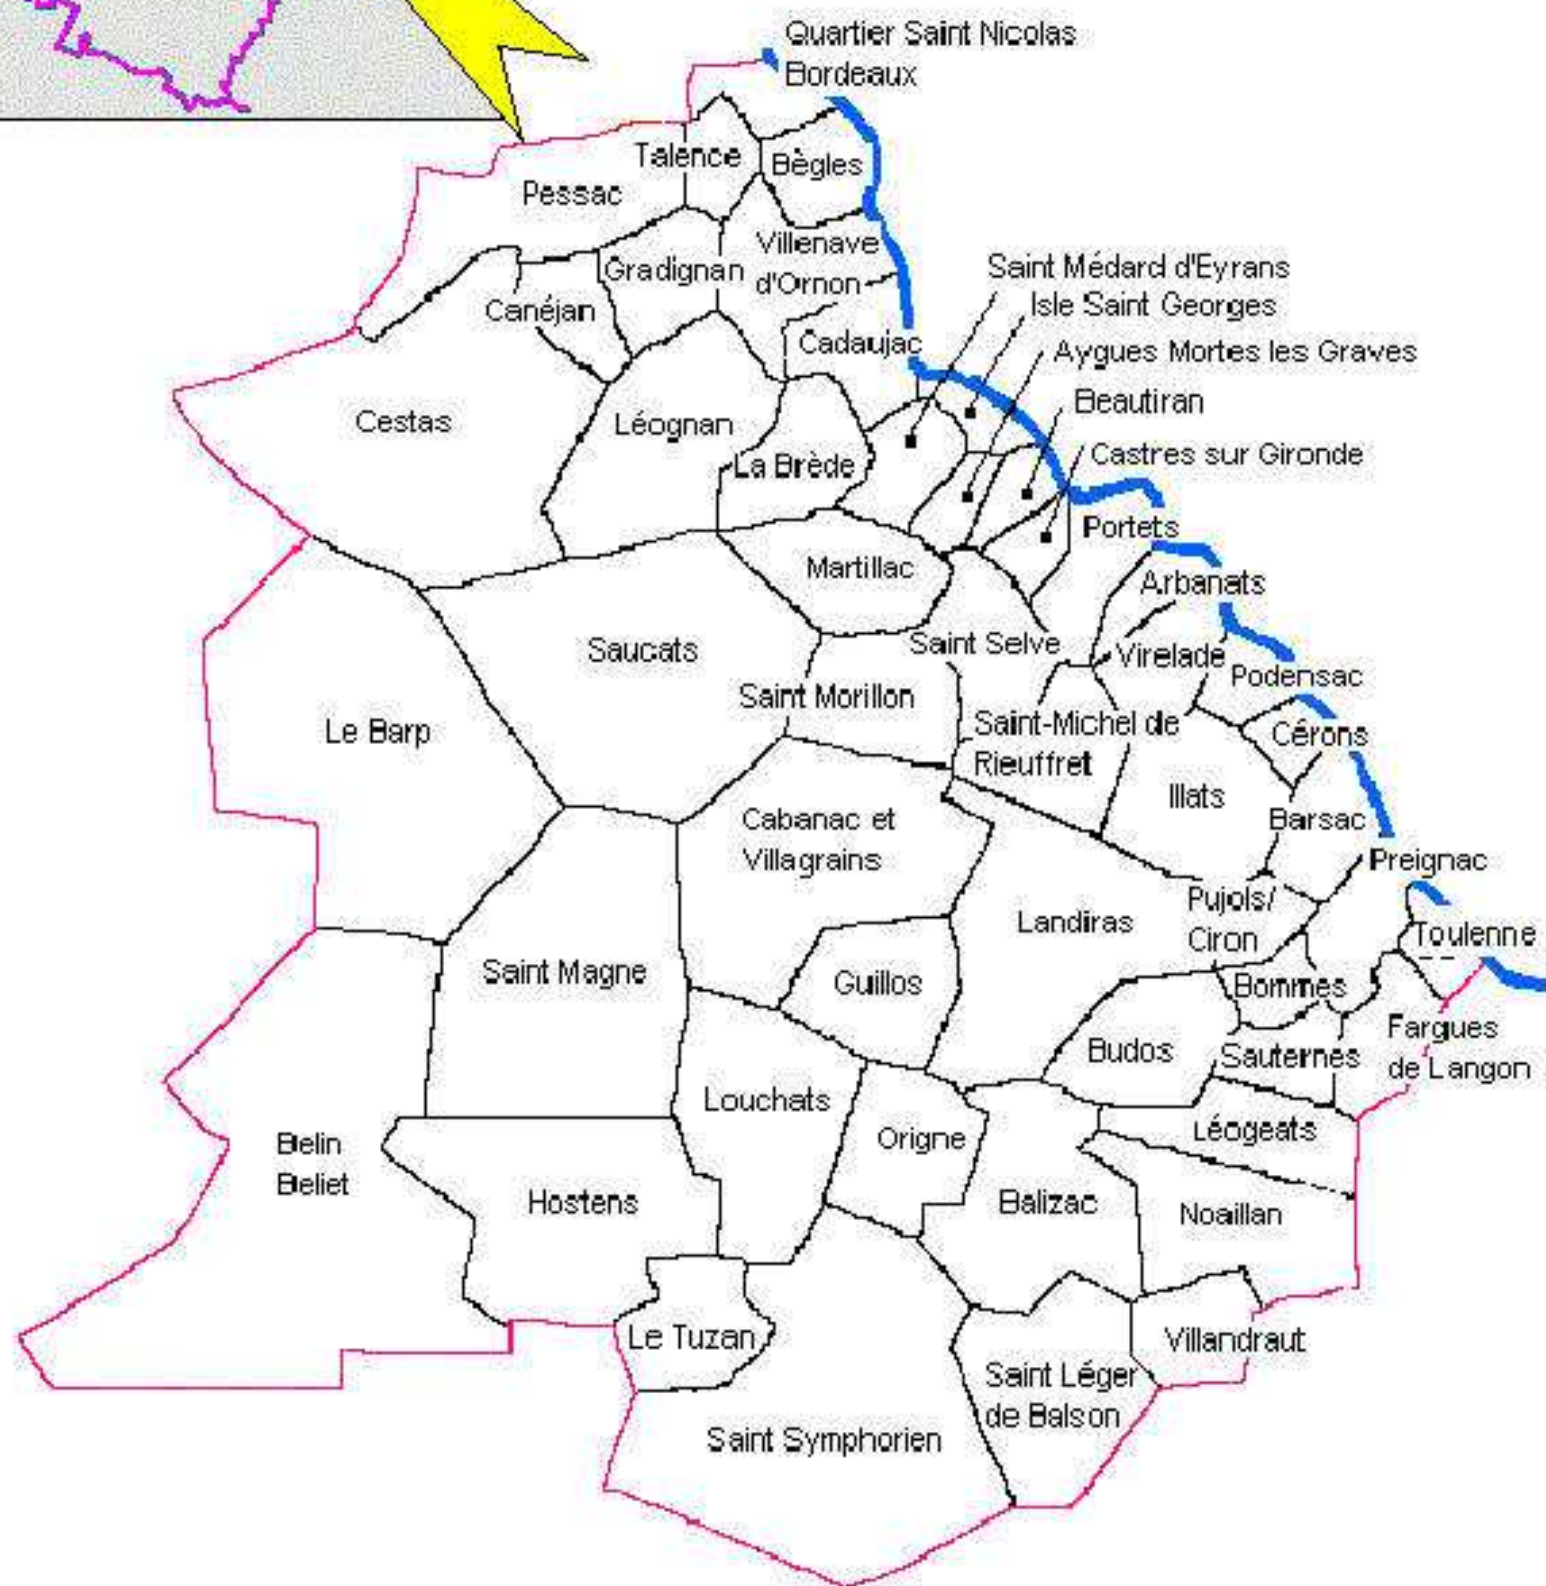 Quartier Saint Nicolas
Bordeaux
Talence
Bègles
Pessac
Villenave
d'Ornon
Gradignan
Canéjan
Saint Médard d'Eyrans
Isle Saint Georges
Cadaujac
Aygues Mortes les Graves
Beautiran
Cestas
Léognan
La Brède
Castres sur Gironde
Portets
Martillac
Arbanats
Saucats
Saint Selve
Virelade
Podensac
Saint Morillon
Le Barp
Saint-Michel de
Rieuffret
Cérons
Illats
Cabanac et
Villagrains
Barsac
Preignac
Landiras
Pujols/
Ciron
Toulenne
Saint Magne
Guillos
Bommes
Budos
Sauternes
Fargues
de Langon
Louchats
Origne
Léogeats
Belin
Beliet
Hostens
Balizac
Noaillan
Le Tuzan
Villandraut
Saint Léger
de Balson
Saint Symphorien